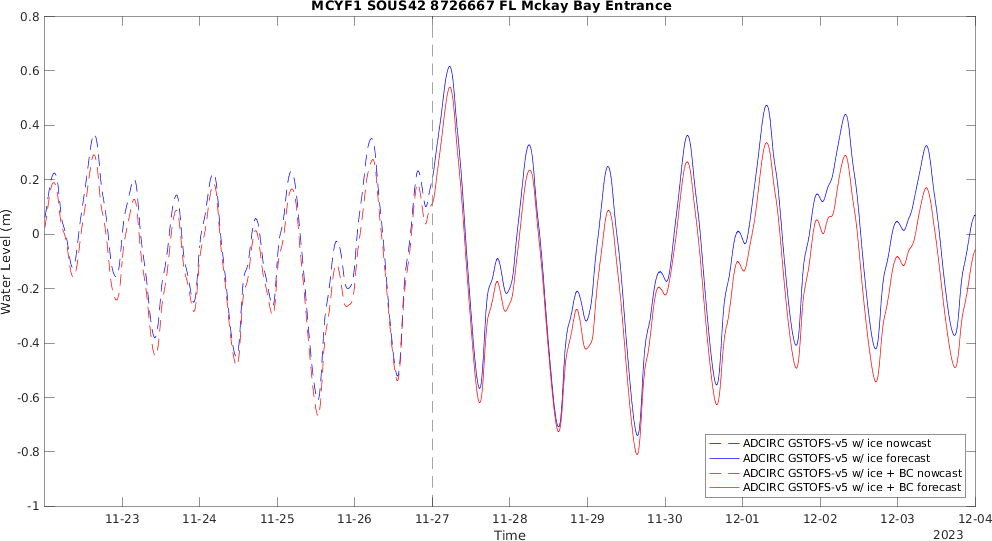 MCYF1 SOUS42 8726667 FL Mckay Bay Entrance
0.8
0.6
0.4
0.2
0
-0.2
-0.4
-0.6
-0.8
-1
Water Level (m)
ADCIRC GSTOFS-v5 w/ ice nowcast
ADCIRC GSTOFS-v5 w/ ice forecast
ADCIRC GSTOFS-v5 w/ ice + BC nowcast
ADCIRC GSTOFS-v5 w/ ice + BC forecast
11-23 11-24 11-25 11-26 11-27 11-28 11-29 11-30 12-01 12-02 12-03 12-04
Time
2023